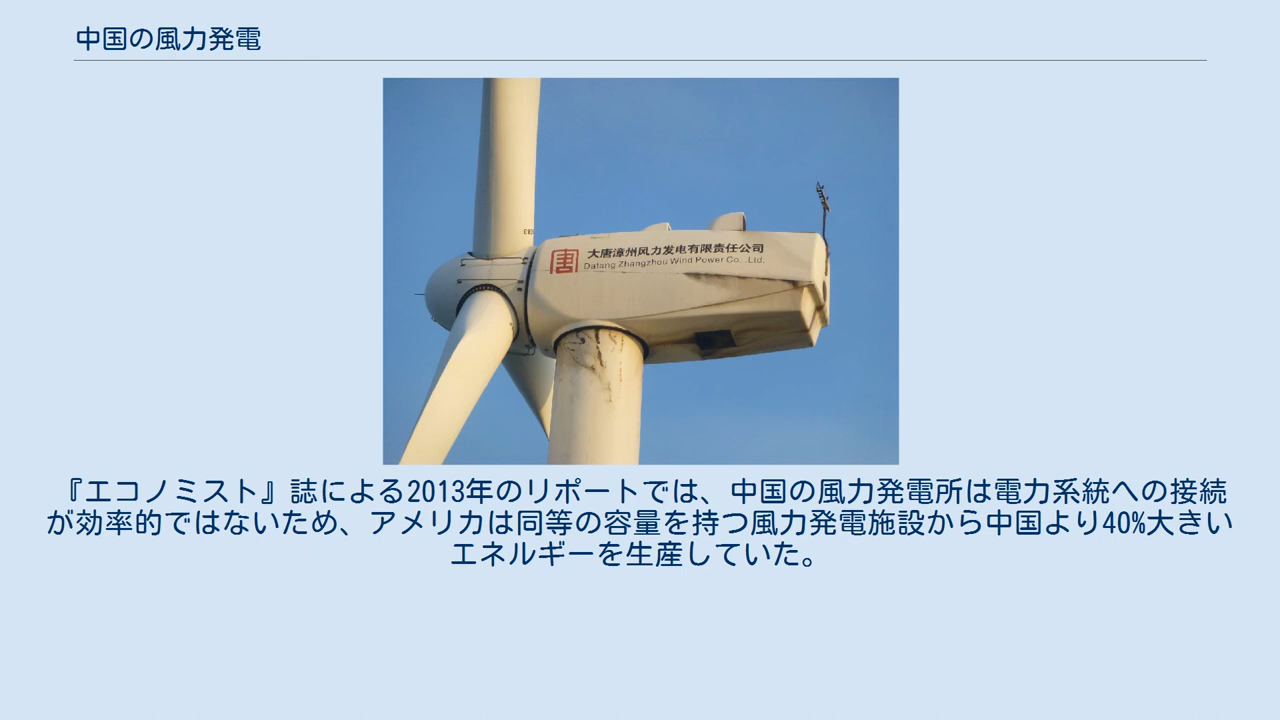 中国の風力発電
唐
大唐漳州风力发电有限责任公司
Datang Zhangzhou Wind Power Co. .Ltd.
『エコノミスト』誌による2013年のリポートでは、中国の風力発電所は電力系統への接続
が効率的ではないため、アメリカは同等の容量を持つ風力発電施設から中国より40%大きい
エネルギーを生産していた。